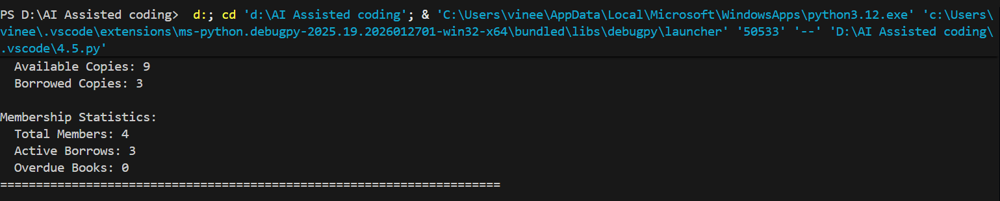 PS D:\AI Assisted coding>  d:; cd 'd:\AI Assisted coding'; & 'C:\Users\vinee\AppData\Local\Microsoft\WindowsApps\python3.12.exe' 'c:\Users\
vinee\.vscode\extensions\ms-python.debugpy-2025.19.2026012701-win32-x64\bundled\libs\debugpy\launcher' '50533' '--' 'D:\AI Assisted coding\
.vscode\4.5.py'
  Available Copies: 9
  Borrowed Copies: 3

Membership Statistics:
  Total Members: 4
  Active Borrows: 3
  Overdue Books: 0
======================================================================